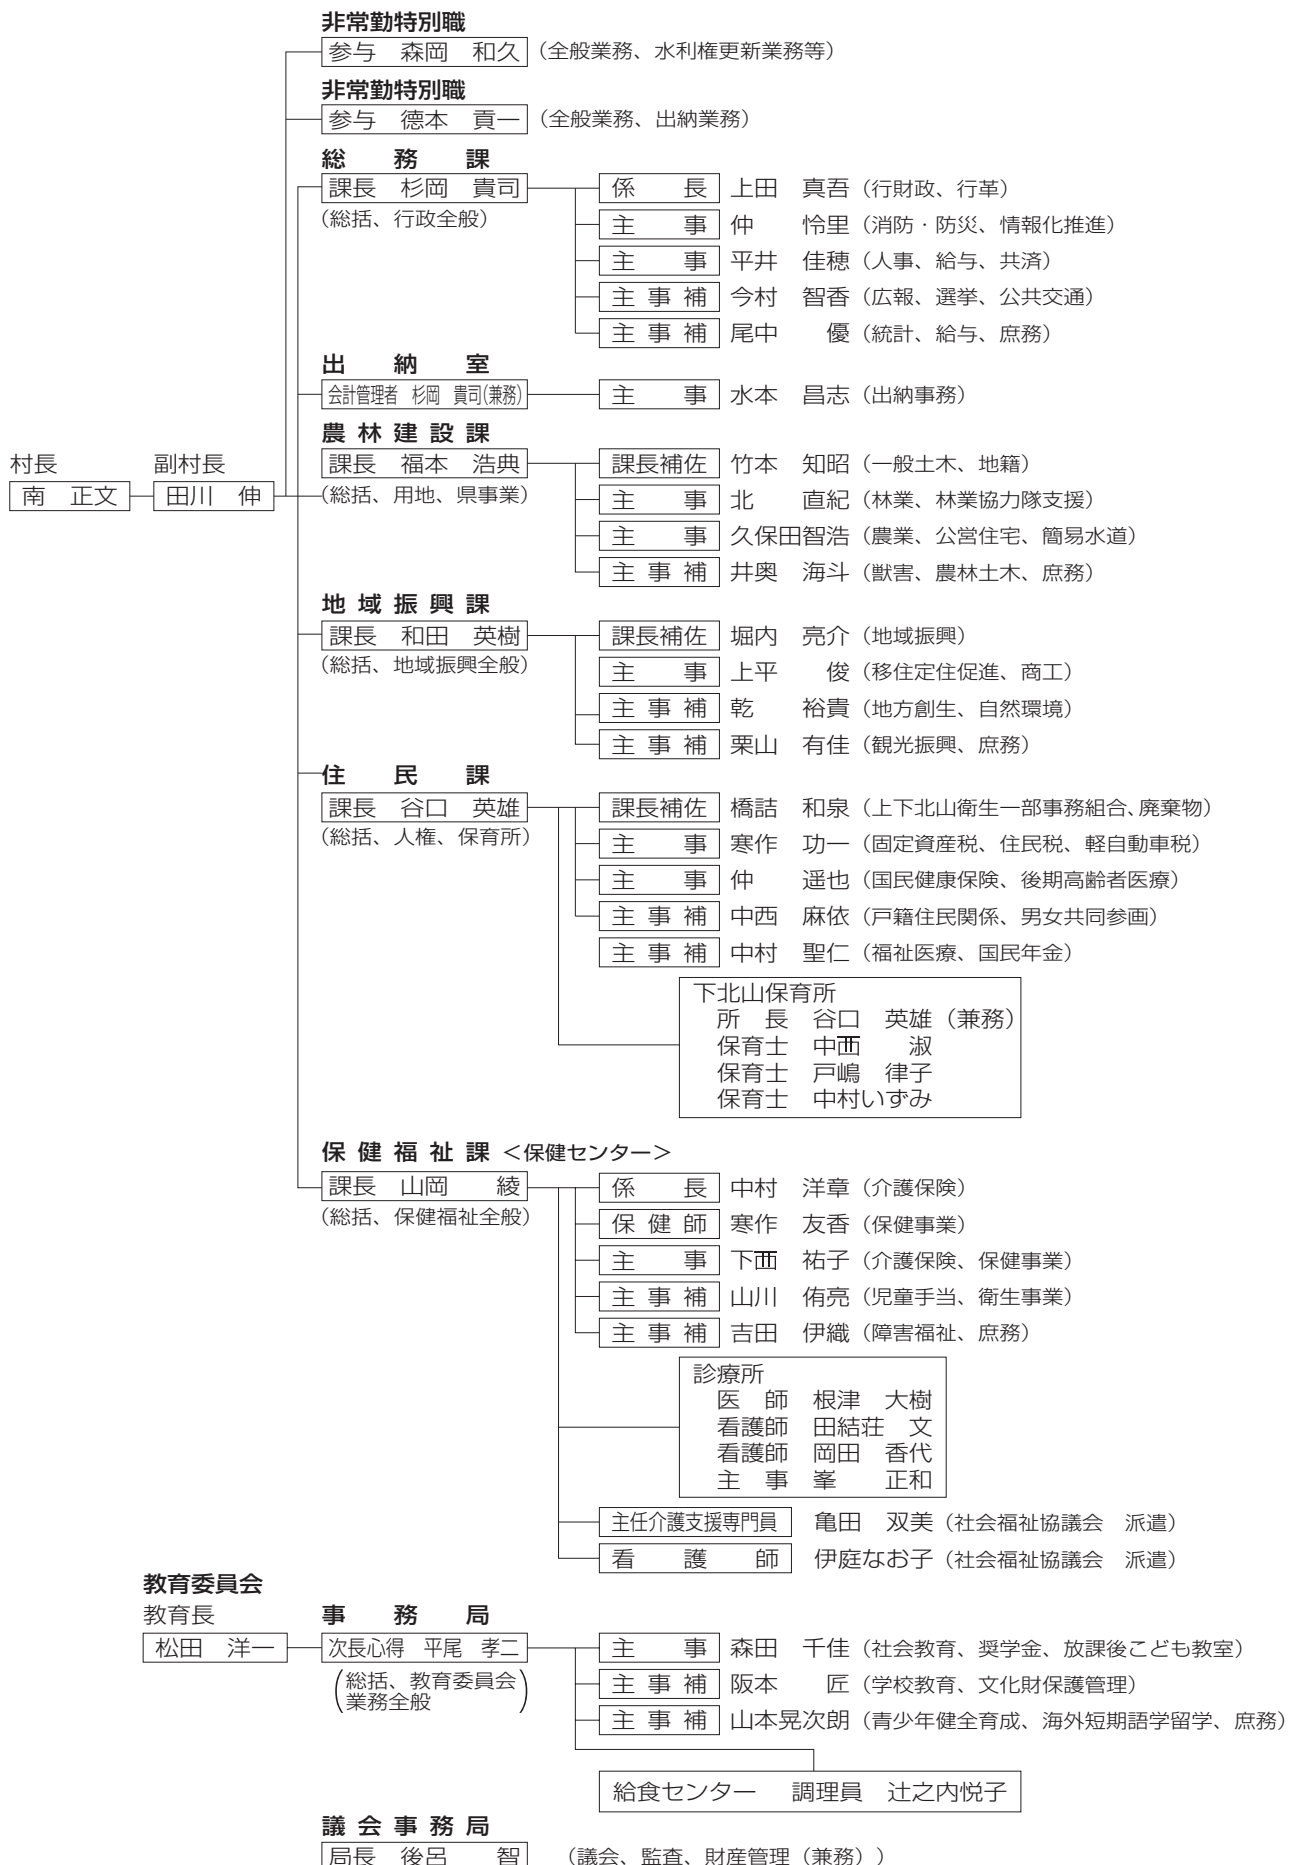 非常勤特別職
参与　森岡　和久（全般業務、水利権更新業務等）
非常勤特別職
参与　德本　貢一（全般業務、出納業務）
総　務　課
課長　杉岡　貴司
（総括、行政全般）
係　長　上田　真吾（行財政、行革）
主　事　仲　　怜里（消防・防災、情報化推進）
主　事　平井　佳穂（人事、給与、共済）
主事補　今村　智香（広報、選挙、公共交通）
主事補　尾中　　優（統計、給与、庶務）
出　納　室
会計管理者　杉岡　貴司(兼務)
主　事　水本　昌志（出納事務）
村長
南　正文
副村長
田川　伸
農林建設課
課長　福本　浩典
（総括、用地、県事業）
課長補佐　竹本　知昭（一般土木、地籍）
主　事　北　　直紀（林業、林業協力隊支援）
主　事　久保田智浩（農業、公営住宅、簡易水道）
主事補　井奥　海斗（獣害、農林土木、庶務）
地域振興課
課長　和田　英樹
（総括、地域振興全般）
課長補佐　堀内　亮介（地域振興）
主　事　上平　　俊（移住定住促進、商工）
主事補　乾　　裕貴（地方創生、自然環境）
主事補　栗山　有佳（観光振興、庶務）
住　民　課
課長　谷口　英雄
（総括、人権、保育所）
課長補佐　橋詰　和泉（上下北山衛生一部事務組合、廃棄物）
主　事　寒作　功一（固定資産税、住民税、軽自動車税）
主　事　仲　　遥也（国民健康保険、後期高齢者医療）
主事補　中西　麻依（戸籍住民関係、男女共同参画）
主事補　中村　聖仁（福祉医療、国民年金）
下北山保育所
所　長　谷口　英雄（兼務）
保育士　中西　　淑
保育士　戸嶋　律子
保育士　中村いずみ
保健福祉課＜保健センター＞
課長　山岡　　綾
（総括、保健福祉全般）
係　長　中村　洋章（介護保険）
保健師　寒作　友香（保健事業）
主　事　下西　祐子（介護保険、保健事業）
主事補　山川　侑亮（児童手当、衛生事業）
主事補　吉田　伊織（障害福祉、庶務）
診療所
医　師　根津　大樹
看護師　田結荘　文
看護師　岡田　香代
主　事　峯　　正和
主任介護支援専門員　亀田　双美（社会福祉協議会　派遣）
看　護　師　伊庭なお子（社会福祉協議会　派遣）
教育委員会
教育長
松田　洋一
事　務　局
次長心得　平尾　孝二
（総括、教育委員会
業務全般）
主　事　森田　千佳（社会教育、奨学金、放課後こども教室）
主事補　阪本　　匠（学校教育、文化財保護管理）
主事補　山本晃次朗（青少年健全育成、海外短期語学留学、庶務）
給食センター　調理員　辻之内悦子
議会事務局
局長　後呂　　智　（議会、監査、財産管理（兼務））